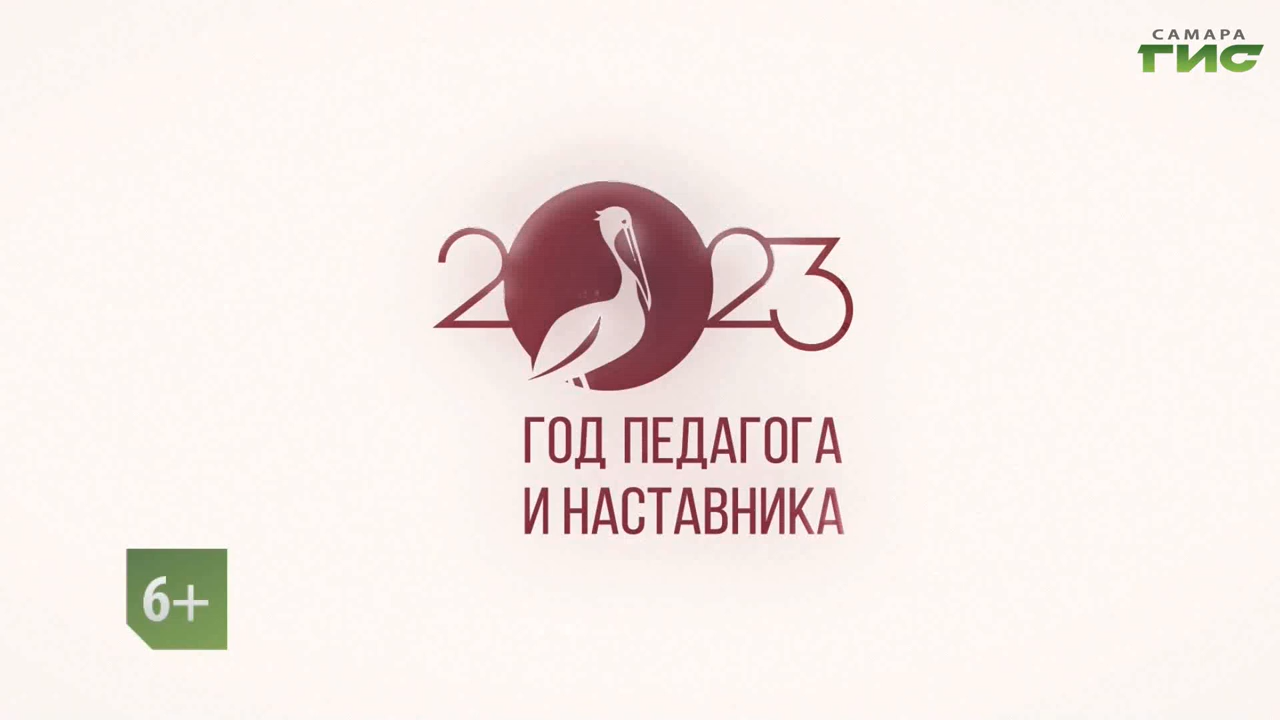 САМАРА
ГИС
2023
ГОД ПЕДАГОГА
И НАСТАВНИКА
6+